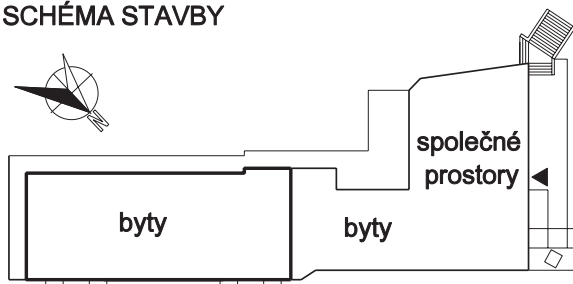 SCHÉMA STAVBY
N
společné
prostory
byty
byty